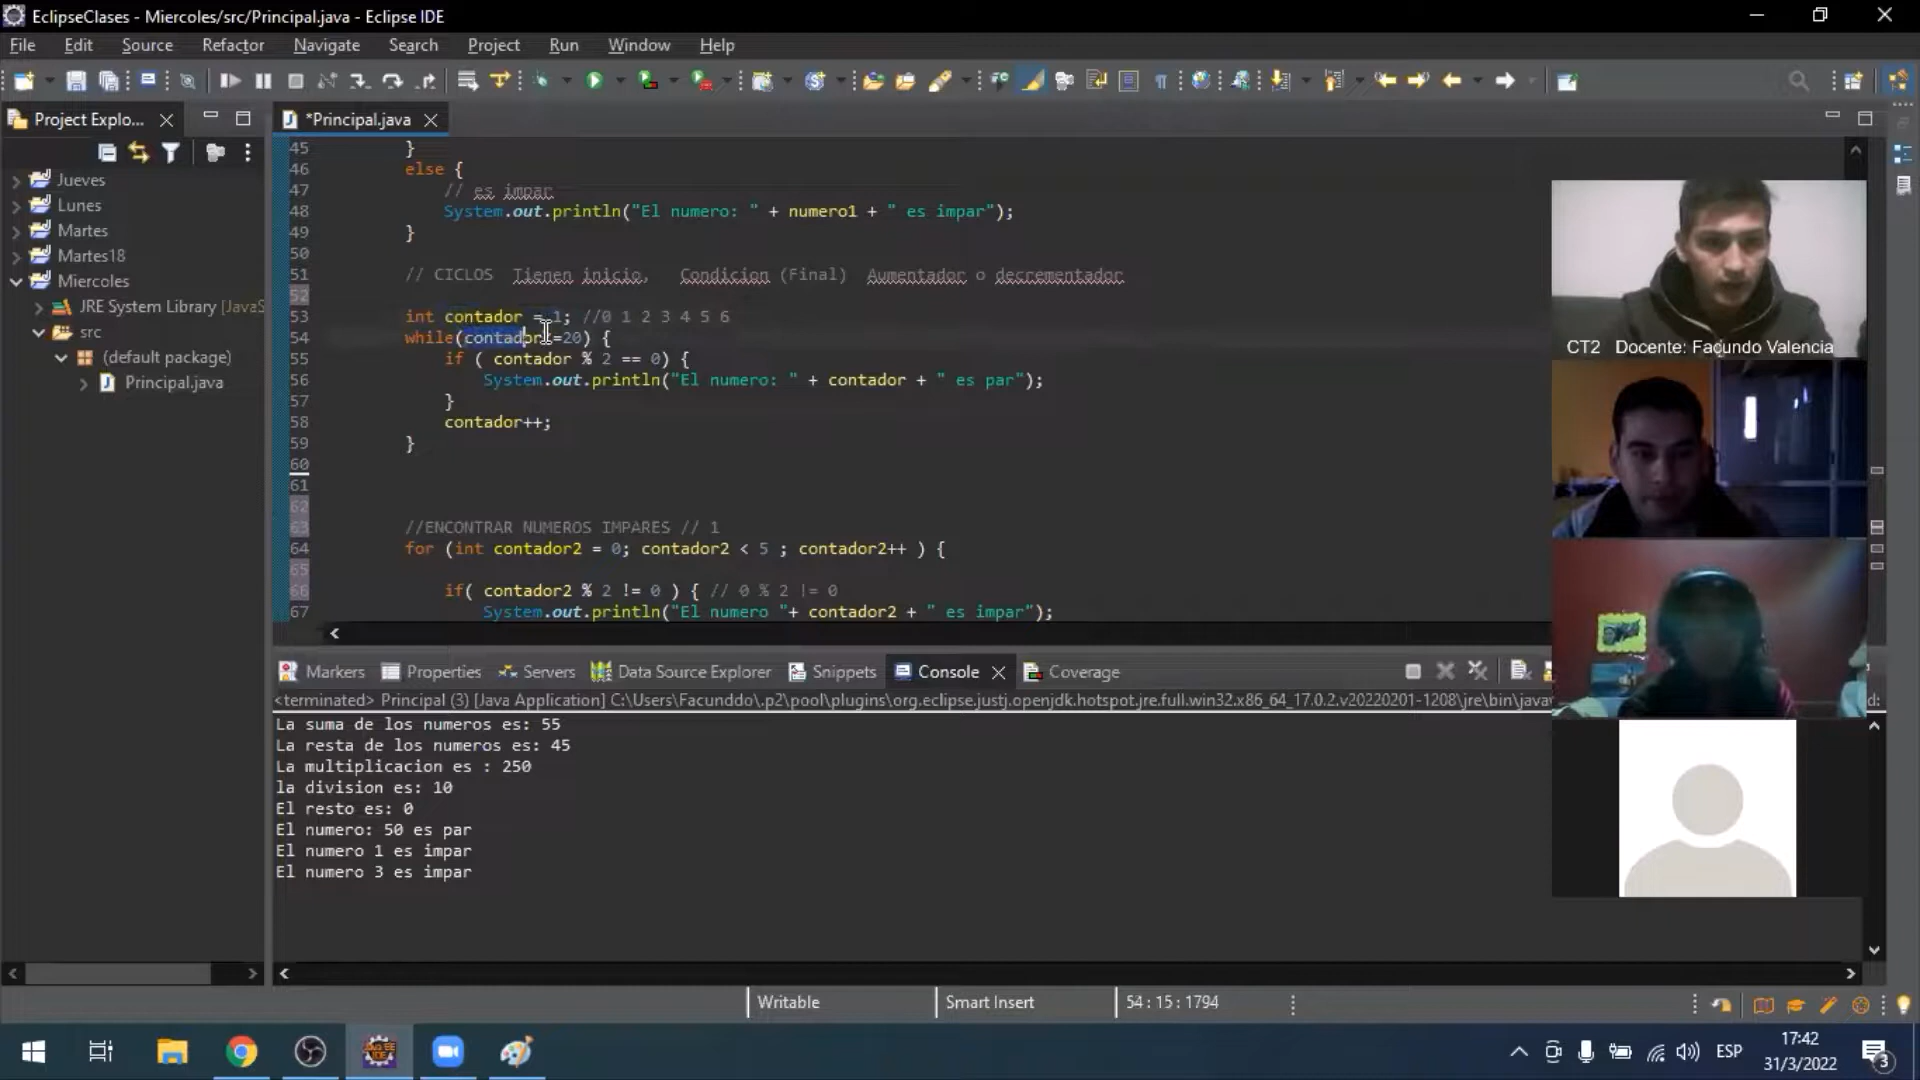 EclipseClases - Miercoles/src/Principal.java - Eclipse IDE
File Edit Source Refactor Navigate Search Project Run Window Help
Project Explo...
*Principal.java
Jueves
Lunes
Martes
Martes18
Miercoles
JRE System Library [JavaS
src
(default package)
Principal.java
45 }
46 else {
47 // es impar
48 System.out.println("El numero: " + numero1 + " es impar");
49 }
50
51 // CICLOS Tienen inicio, Condicion (Final) Aumentador o decrementador
52
53 int contador = 1; //0 1 2 3 4 5 6
54 while(contador =20) {
55 if ( contador % 2 == 0) {
56 System.out.println("El numero: " + contador + " es par");
57 }
58 contador++;
59 }
60
61
62
63 //ENCONTRAR NUMEROS IMPARES // 1
64 for (int contador2 = 0; contador2 < 5 ; contador2++ ) {
65
66 if( contador2 % 2 != 0 ) { // 0 % 2 != 0
67 System.out.println("El numero "+ contador2 + " es impar");
CT2 Docente: Facundo Valencia
Markers Properties Servers Data Source Explorer Snippets Console Coverage
<terminated> Principal (3) [Java Application] C:\Users\Facunddo\.p2\pool\plugins\org.eclipse.justj.openjdk.hotspot.jre.full.win32.x86_64_17.0.2.v20220201-1208\jre\bin\java
d:
La suma de los numeros es: 55
La resta de los numeros es: 45
La multiplicacion es : 250
la division es: 10
El resto es: 0
El numero: 50 es par
El numero 1 es impar
El numero 3 es impar
Writable Smart Insert 54 : 15 : 1794
ESP
17:42
31/3/2022
3